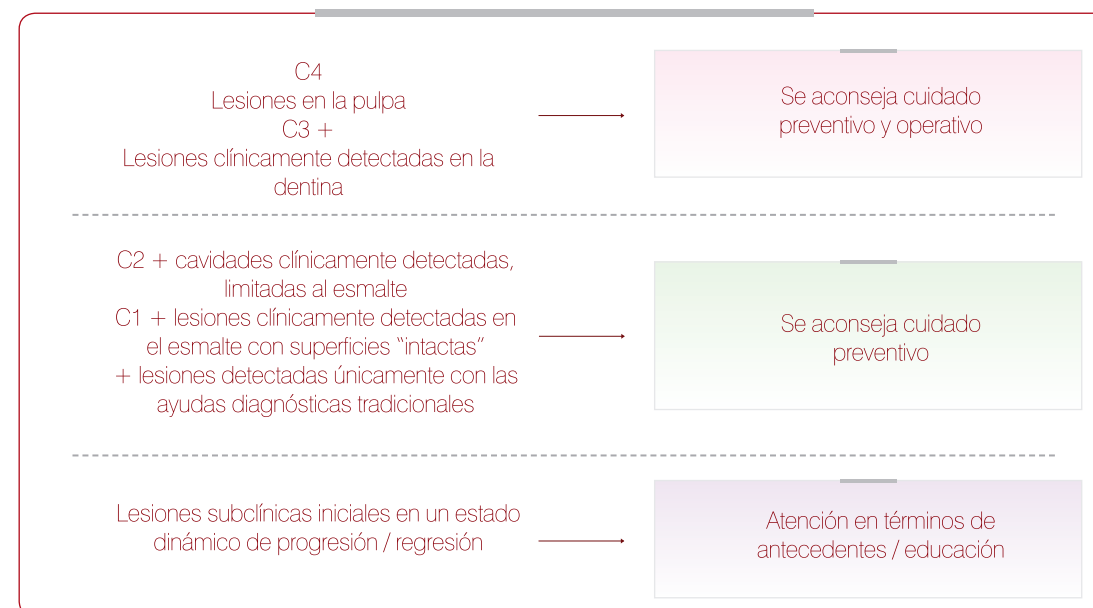 C4
Lesiones en la pulpa
C3 +
Lesiones clínicamente detectadas en la
dentina
Se aconseja cuidado
preventivo y operativo
C2 + cavidades clínicamente detectadas,
limitadas al esmalte
C1 + lesiones clínicamente detectadas en
el esmalte con superficies “intactas”
+ lesiones detectadas únicamente con las
ayudas diagnósticas tradicionales
Se aconseja cuidado
preventivo
Lesiones subclínicas iniciales en un estado
dinámico de progresión / regresión
Atención en términos de
antecedentes / educación